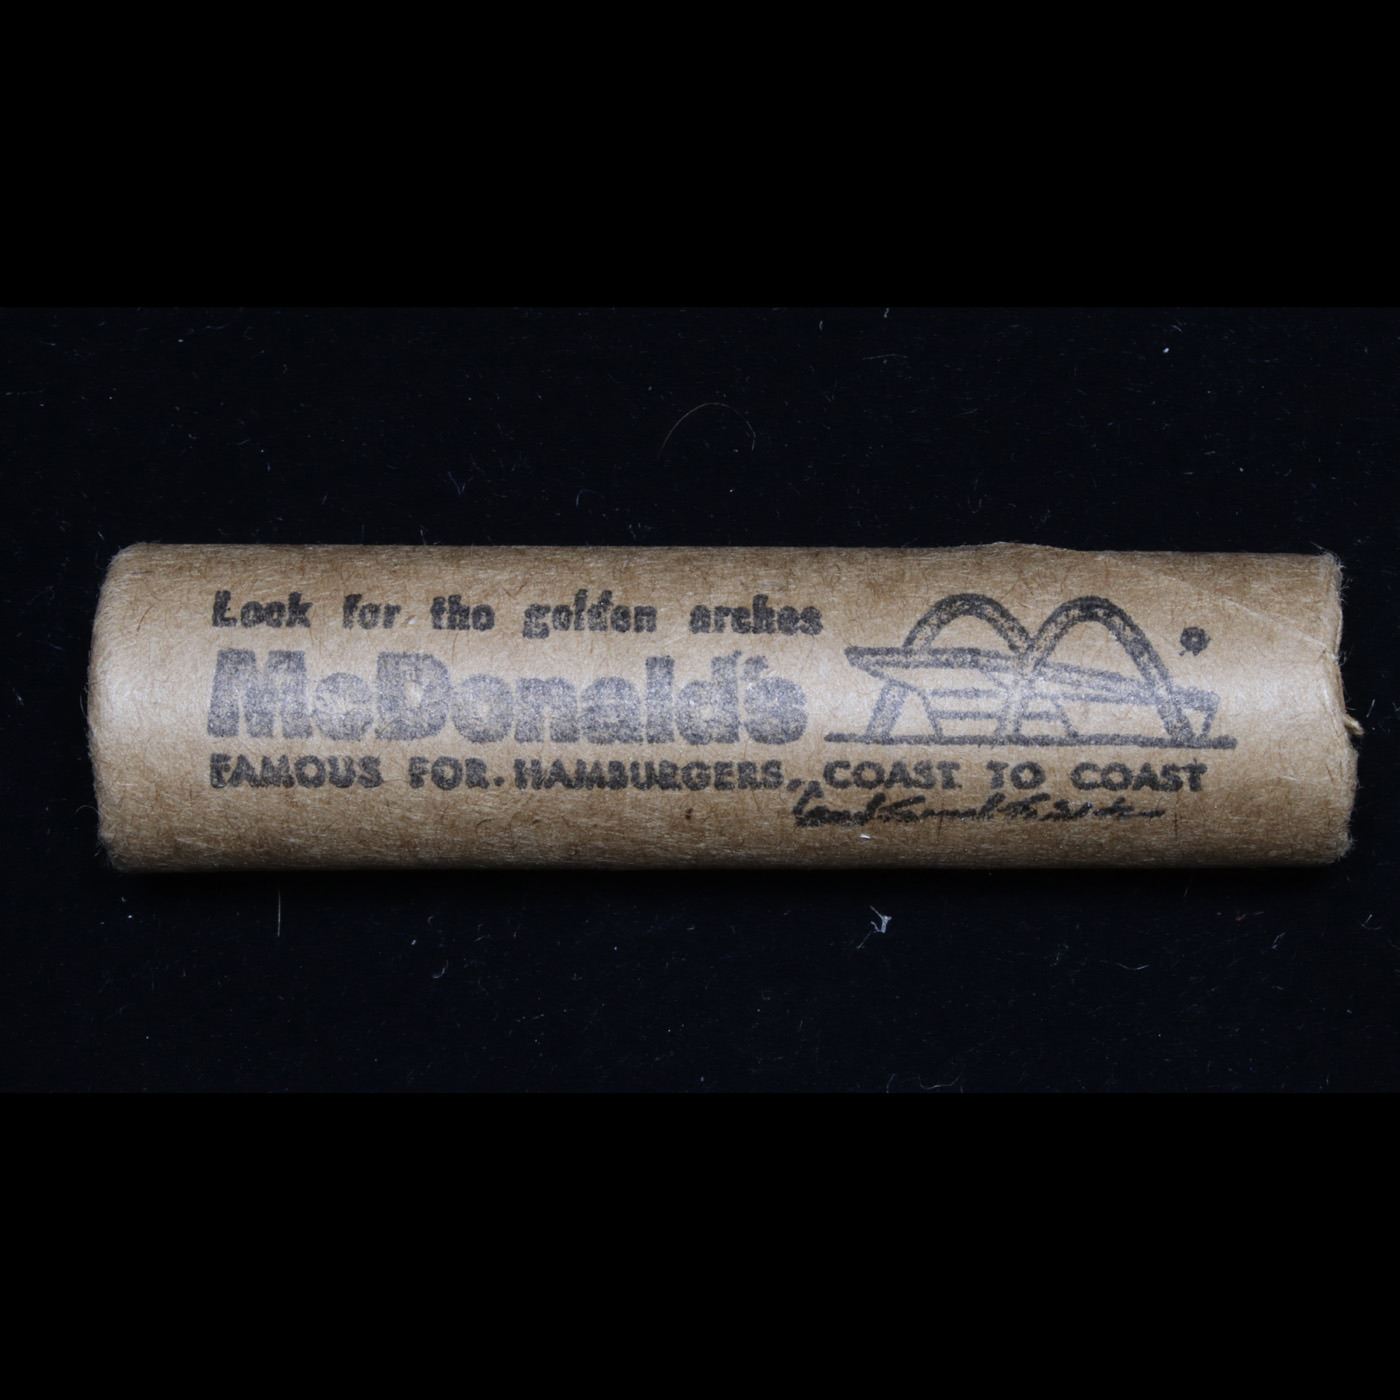 Look for the golden arches
McDonald's
FAMOUS FOR HAMBURGERS, COAST TO COAST